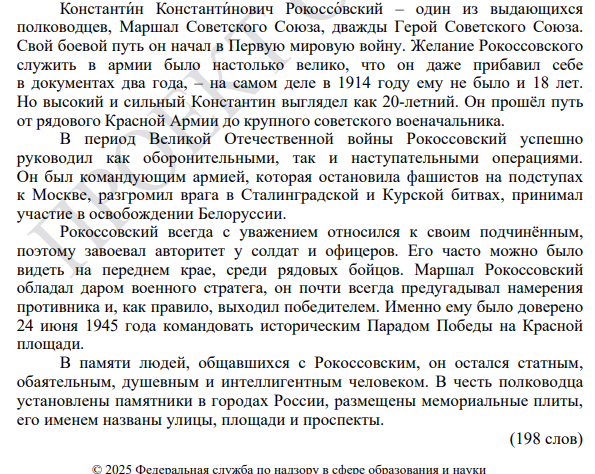 Константи́н Константи́нович Рокоссо́вский – один из выдающихся
полководцев, Маршал Советского Союза, дважды Герой Советского Союза.
Свой боевой путь он начал в Первую мировую войну. Желание Рокоссовского
служить в армии было настолько велико, что он даже прибавил себе
в документах два года, – на самом деле в 1914 году ему не было и 18 лет.
Но высокий и сильный Константин выглядел как 20-летний. Он прошёл путь
от рядового Красной Армии до крупного советского военачальника.
В период Великой Отечественной войны Рокоссовский успешно
руководил как оборонительными, так и наступательными операциями.
Он был командующим армией, которая остановила фашистов на подступах
к Москве, разгромил врага в Сталинградской и Курской битвах, принимал
участие в освобождении Белоруссии.
Рокоссовский всегда с уважением относился к своим подчинённым,
поэтому завоевал авторитет у солдат и офицеров. Его часто можно было
видеть на переднем крае, среди рядовых бойцов. Маршал Рокоссовский
обладал даром военного стратега, он почти всегда предугадывал намерения
противника и, как правило, выходил победителем. Именно ему было доверено
24 июня 1945 года командовать историческим Парадом Победы на Красной
площади.
В памяти людей, общавшихся с Рокоссовским, он остался статным,
обаятельным, душевным и интеллигентным человеком. В честь полководца
установлены памятники в городах России, размещены мемориальные плиты,
его именем названы улицы, площади и проспекты.
(198 слов)
© 2025 Федеральная служба по надзору в сфере образования и науки
ПРОЕКТ